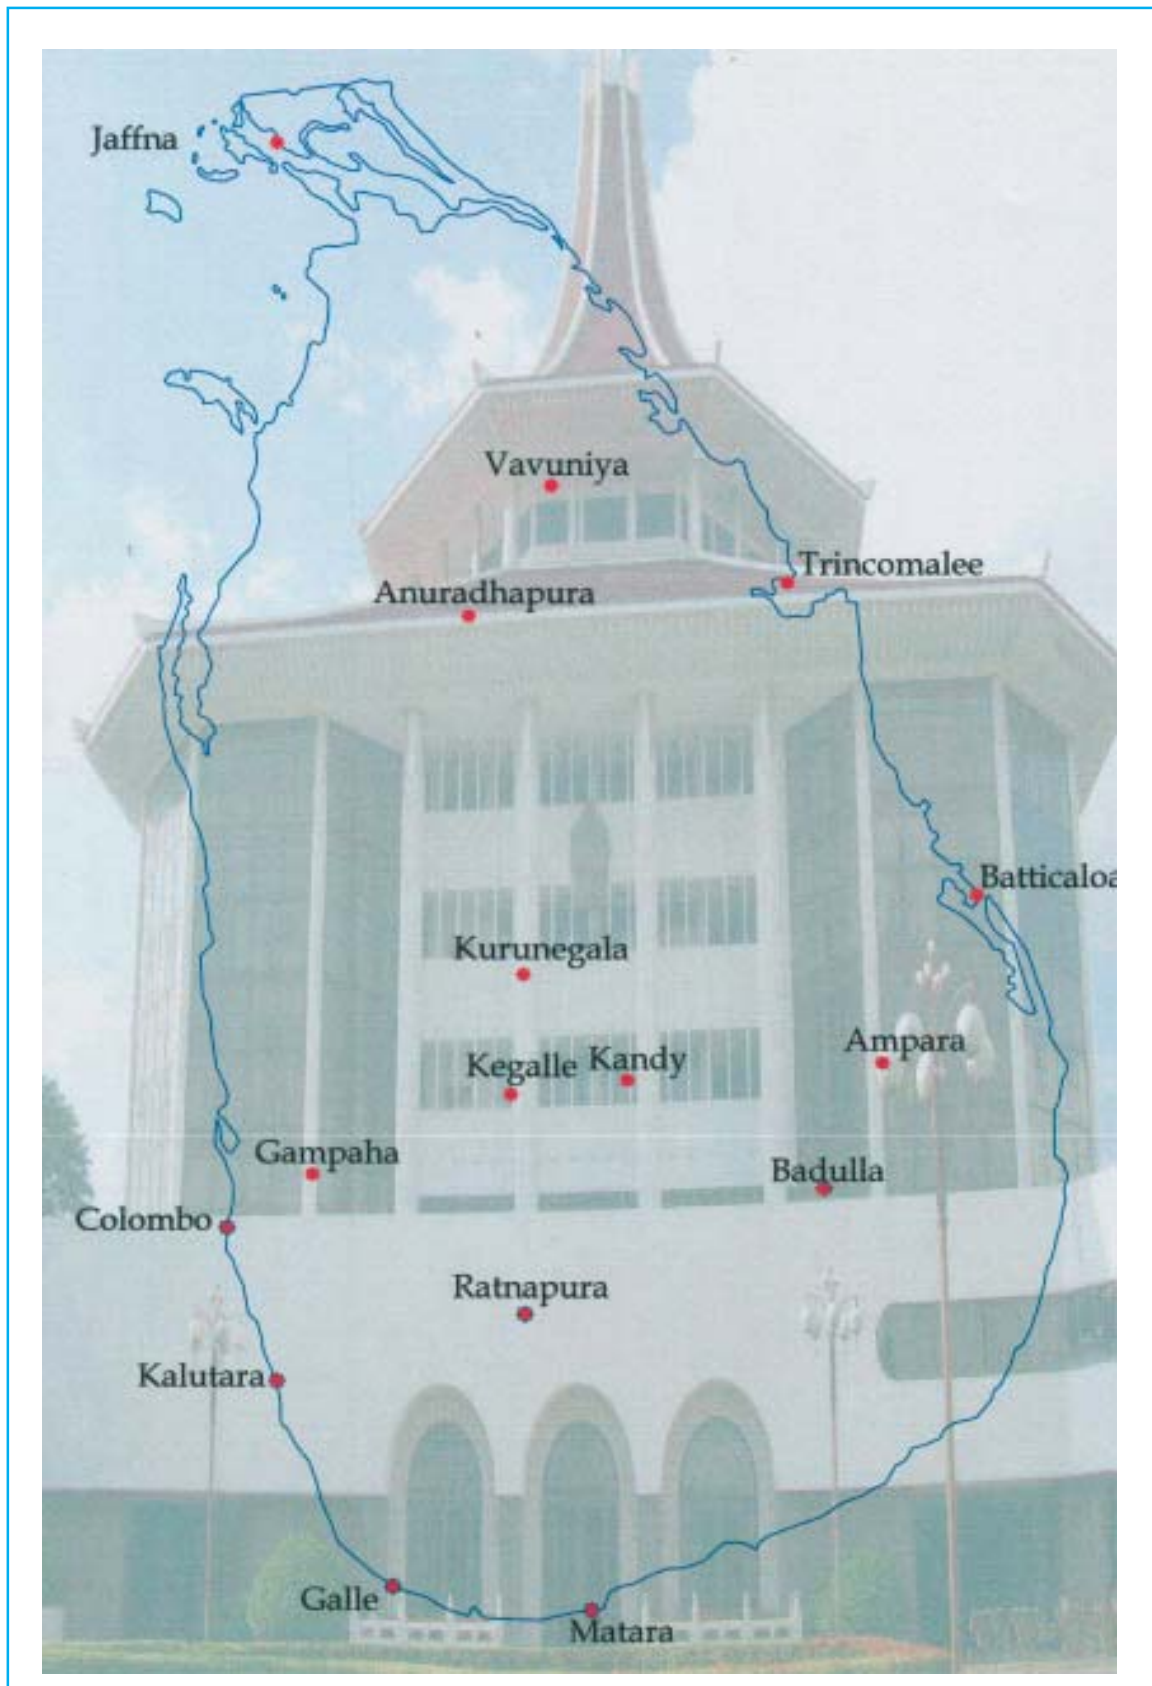 Jaffna
Vavuniya
Trincomalee
Anuradhapura
Batticaloa
Kurunegala
Ampara
Kegalle
Kandy
Gampaha
Badulla
Colombo
Ratnapura
Kalutara
Galle
Matara